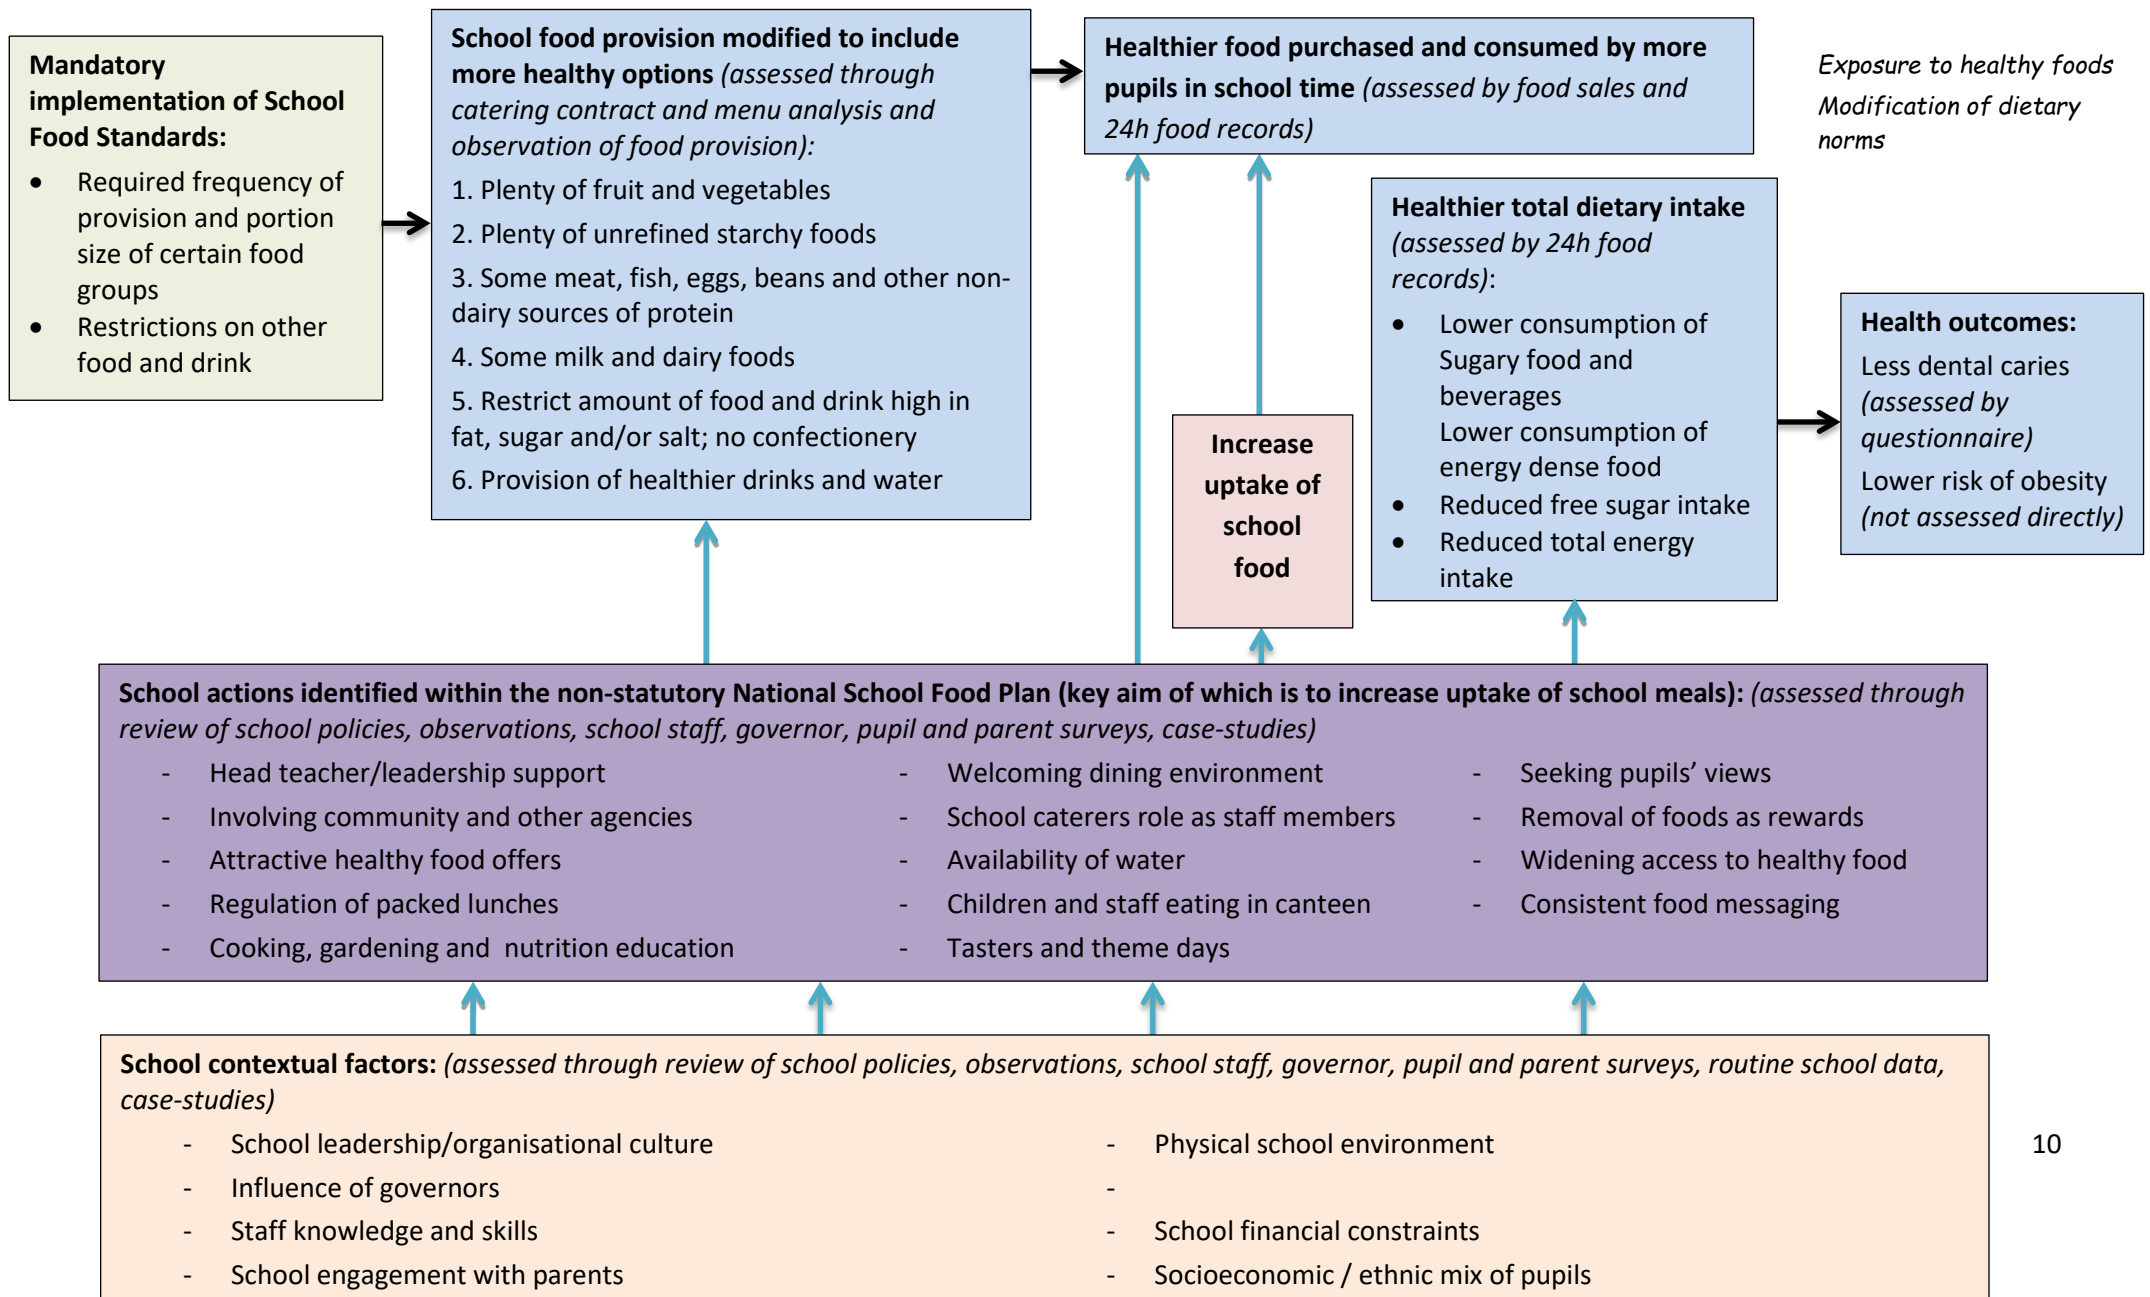 Mandatory
implementation of School
Food Standards:
• Required frequency of
provision and portion
size of certain food
groups
• Restrictions on other
food and drink
School food provision modified to include
more healthy options (assessed through
catering contract and menu analysis and
observation of food provision):
1. Plenty of fruit and vegetables
2. Plenty of unrefined starchy foods
3. Some meat, fish, eggs, beans and other non-
dairy sources of protein
4. Some milk and dairy foods
5. Restrict amount of food and drink high in
fat, sugar and/or salt; no confectionery
6. Provision of healthier drinks and water
Healthier food purchased and consumed by more
pupils in school time (assessed by food sales and
24h food records)
Exposure to healthy foods
Modification of dietary
norms
Increase
uptake of
school
food
Healthier total dietary intake
(assessed by 24h food
records):
• Lower consumption of
Sugary food and
beverages
Lower consumption of
energy dense food
• Reduced free sugar intake
• Reduced total energy
intake
Health outcomes:
Less dental caries
(assessed by
questionnaire)
Lower risk of obesity
(not assessed directly)
School actions identified within the non-statutory National School Food Plan (key aim of which is to increase uptake of school meals): (assessed through
review of school policies, observations, school staff, governor, pupil and parent surveys, case-studies)
- Head teacher/leadership support
- Involving community and other agencies
- Attractive healthy food offers
- Regulation of packed lunches
- Cooking, gardening and nutrition education
- Welcoming dining environment
- School caterers role as staff members
- Availability of water
- Children and staff eating in canteen
- Tasters and theme days
- Seeking pupils’ views
- Removal of foods as rewards
- Widening access to healthy food
- Consistent food messaging
School contextual factors: (assessed through review of school policies, observations, school staff, governor, pupil and parent surveys, routine school data,
case-studies)
- School leadership/organisational culture
- Influence of governors
- Staff knowledge and skills
- School engagement with parents
- Physical school environment
-
- School financial constraints
- Socioeconomic / ethnic mix of pupils
10